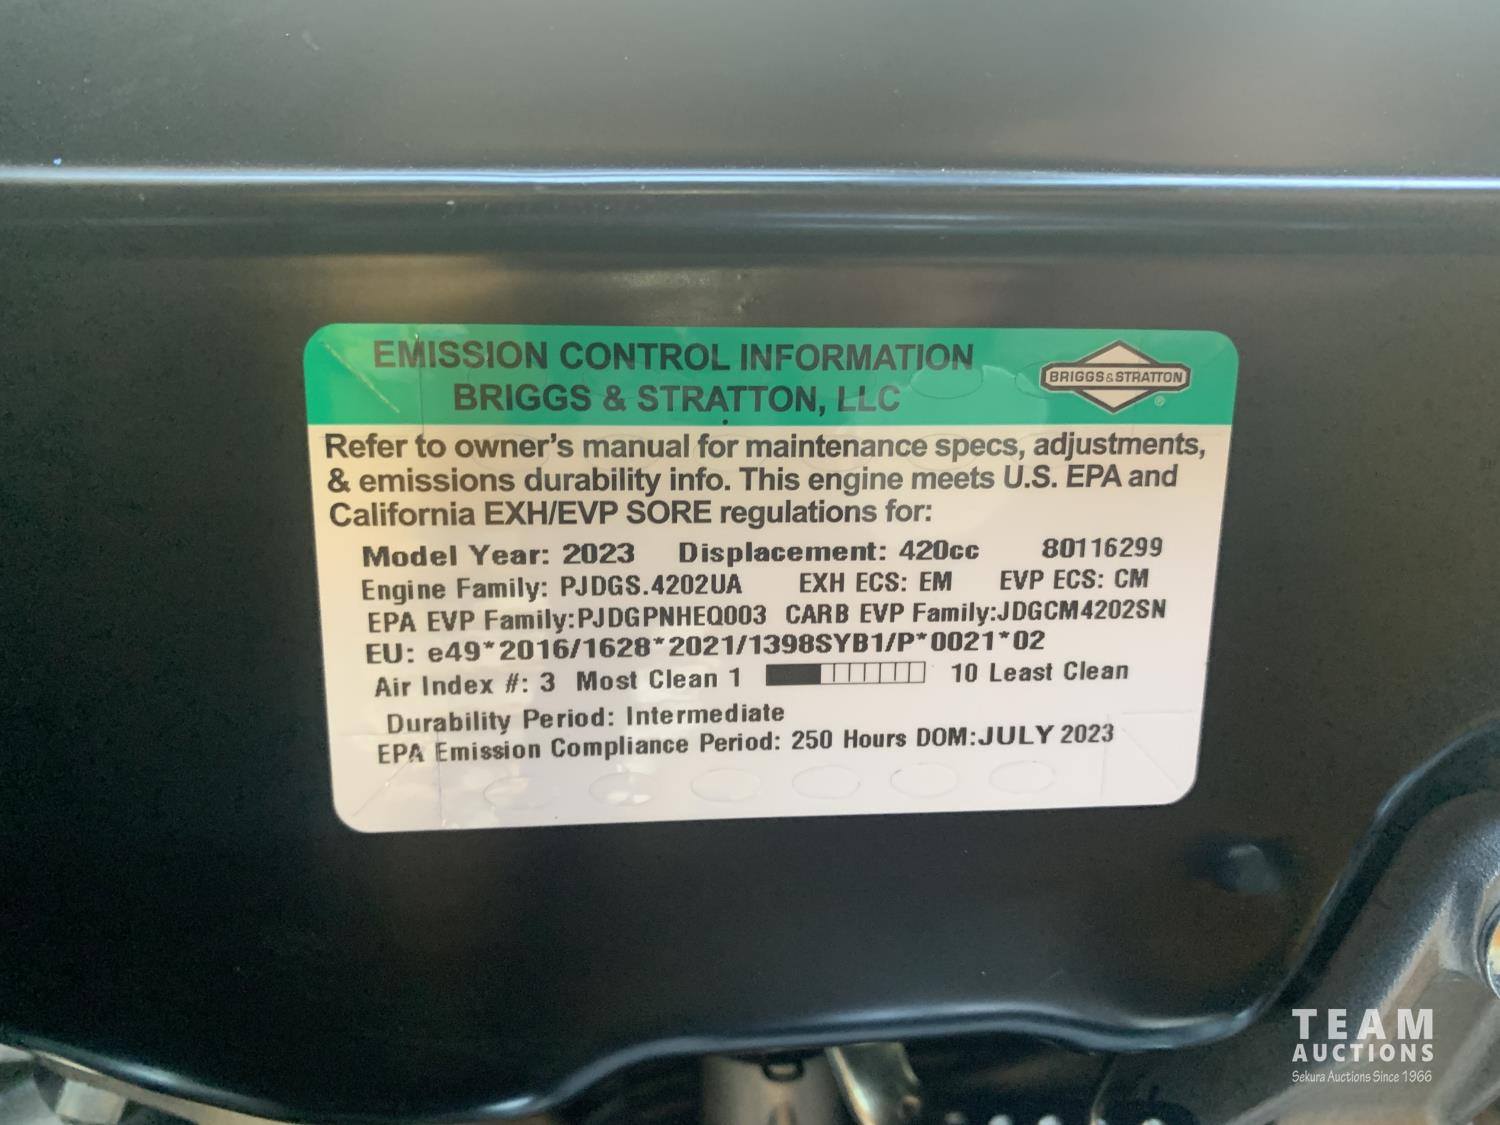 EMISSION CONTROL INFORMATION
BRIGGS & STRATTON, LLC
BRIGGS&STRATTON
®
Refer to owner's manual for maintenance specs, adjustments,
& emissions durability info. This engine meets U.S. EPA and
California EXH/EVP SORE regulations for:
Model Year: 2023 Displacement: 420cc 80116299
Engine Family: PJDGS.4202UA EXH ECS: EM EVP ECS: CM
EPA EVP Family:PJDGPNHEQ003 CARB EVP Family:JDGCM4202SN
EU: e49*2016/1628*2021/1398SYB1/P*0021*02
Air Index #: 3 Most Clean 1 10 Least Clean
Durability Period: Intermediate
EPA Emission Compliance Period: 250 Hours DOM:JULY 2023
TEAM
AUCTIONS
Sekura Auctions Since 1966